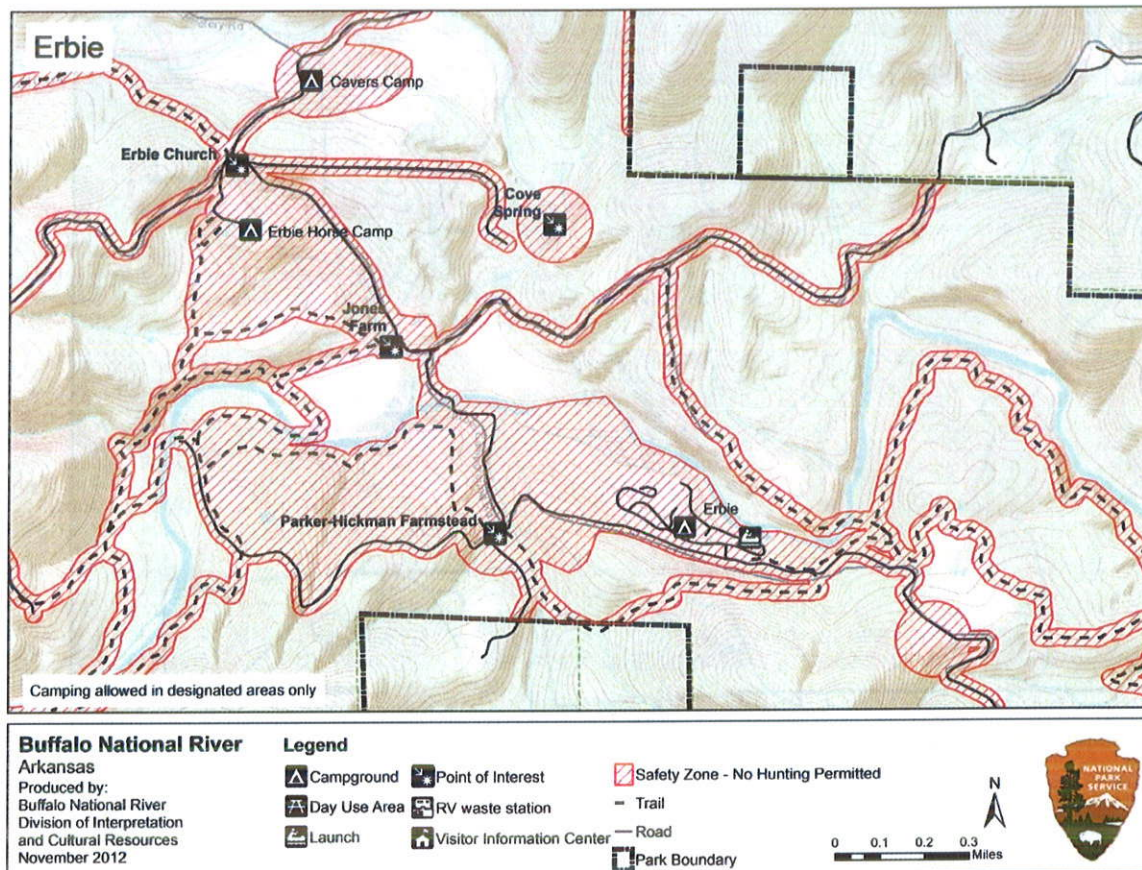 Erbie
Cavers Camp
Erbie Church
Cove
Spring
Erbie Horse Camp
Jones
Farm
Parker-Hickman Farmstead
Erbie
Camping allowed in designated areas only
Buffalo National River
Arkansas
Produced by:
Buffalo National River
Division of Interpretation
and Cultural Resources
November 2012
Legend
Campground
Day Use Area
Launch
Point of Interest
RV waste station
Visitor Information Center
Safety Zone - No Hunting Permitted
Trail
Road
Park Boundary
N
0 0.1 0.2 0.3
Miles
NATIONAL
PARK
SERVICE